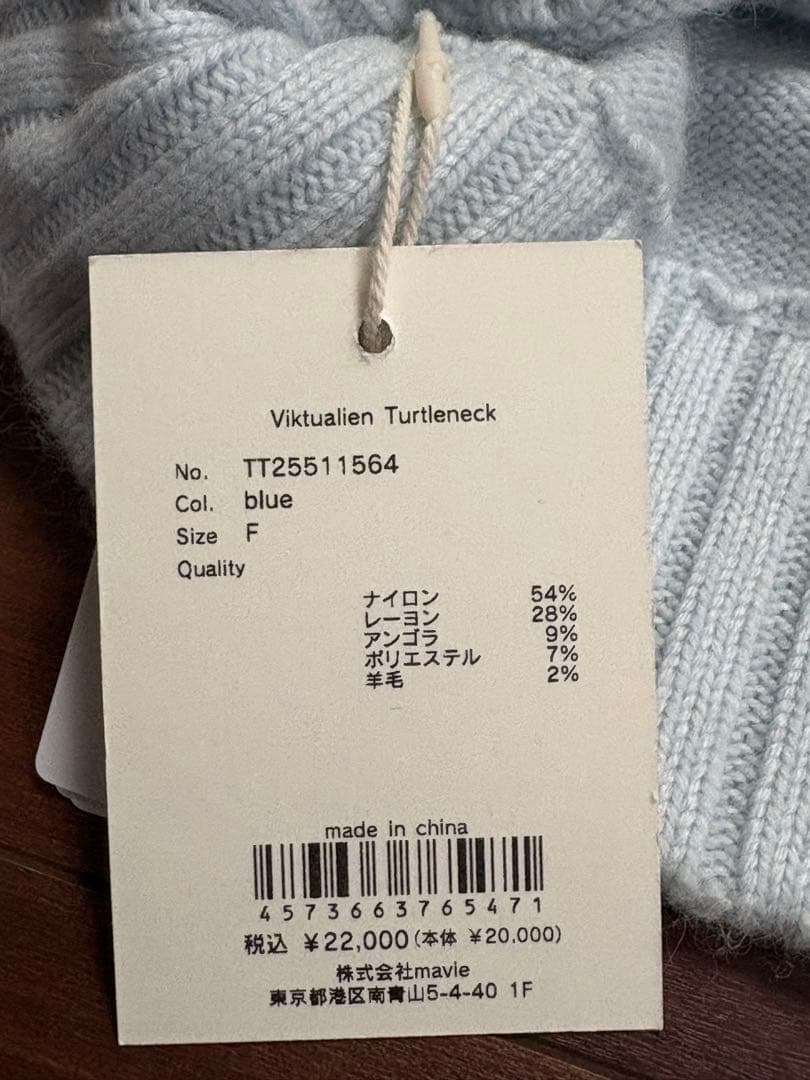 Viktualien Turtleneck
No. TT25511564
Col. blue
Size F
Quality
ナイロン 54%
レーヨン 28%
アンゴラ 9%
ポリエステル 7%
羊毛 2%
made in china
4573663765471
税込 ¥22,000(本体 ¥20,000)
株式会社mavie
東京都港区南青山5-4-40 1F